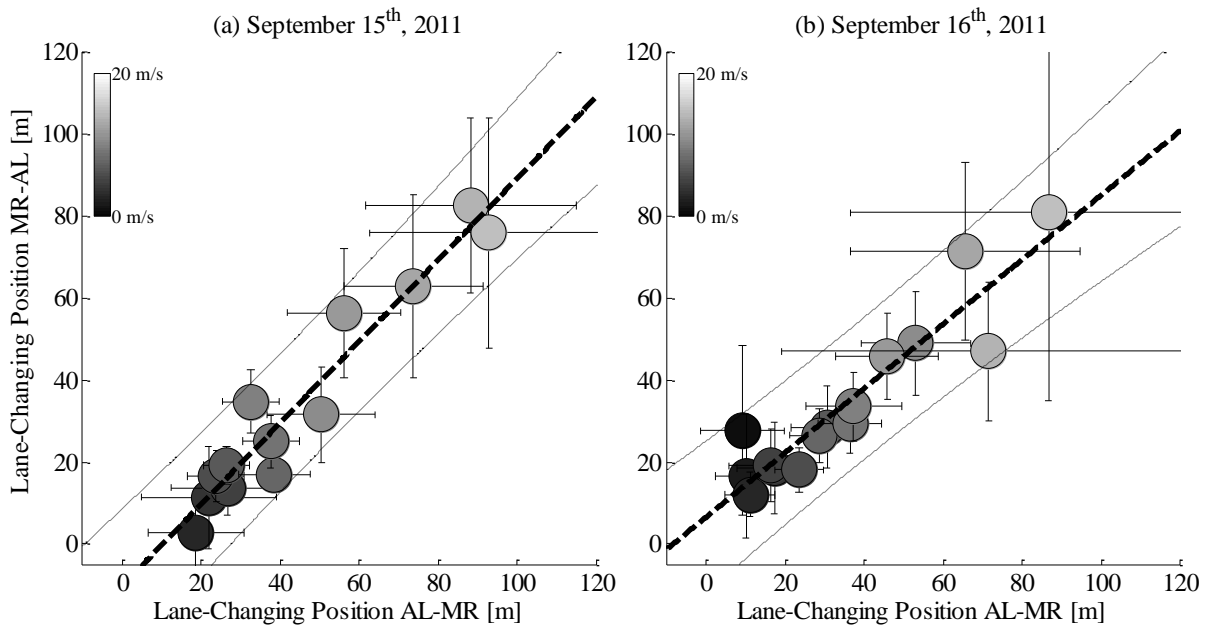 (a) September 15th, 2011
120
20 m/s
100
80
0 m/s
60
40
20
0
0 20 40 60 80 100 120
Lane-Changing Position MR-AL [m]
Lane-Changing Position AL-MR [m]
(b) September 16th, 2011
120
20 m/s
100
80
0 m/s
60
40
20
0
0 20 40 60 80 100 120
Lane-Changing Position AL-MR [m]